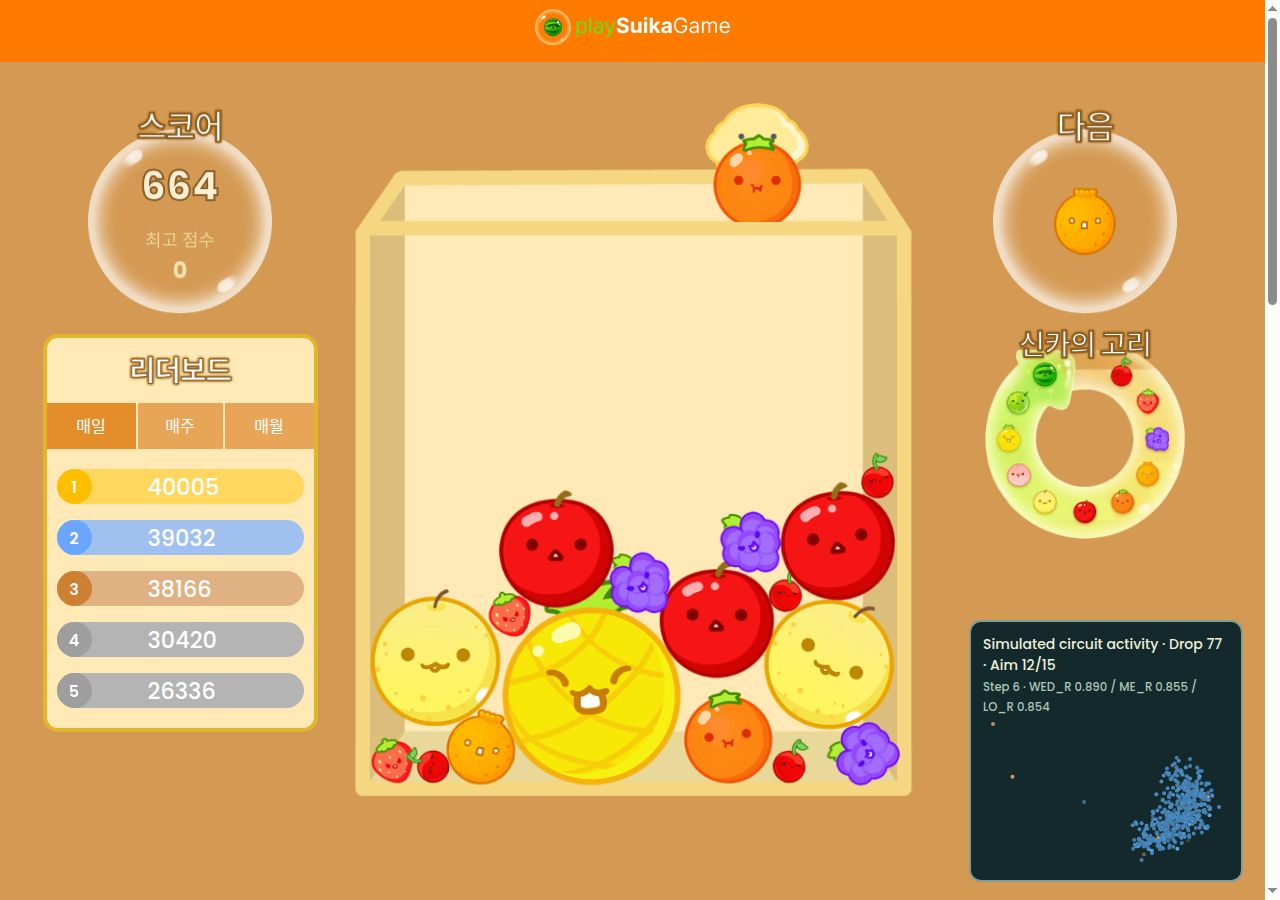 playSuikaGame
스코어
664
최고 점수
0
다음
신카의 고리
리더보드
매일 매주 매월
1 40005
2 39032
3 38166
4 30420
5 26336
Simulated circuit activity · Drop 77
· Aim 12/15
Step 6 · WED_R 0.890 / ME_R 0.855 /
LO_R 0.854